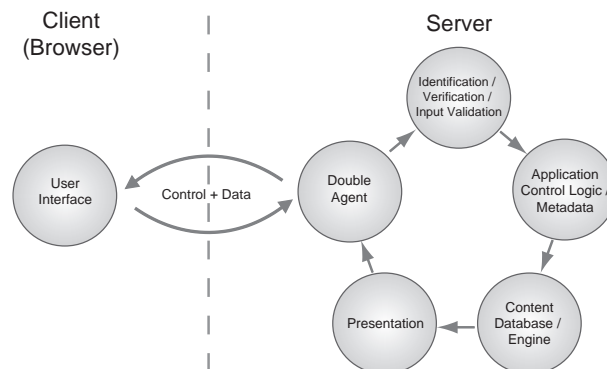 Client
(Browser)
Server
Identification /
Verification /
Input Validation
User
Interface
Control + Data
Double
Agent
Application
Control Logic /
Metadata
Presentation
Content
Database /
Engine